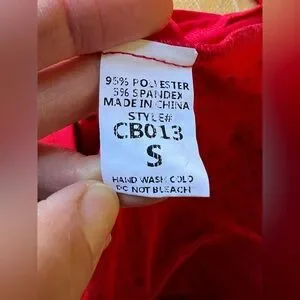 95% POLYESTER
5% SPANDEX
MADE IN CHINA
STYLE#
CB013
S
HAND WASH COLD
DO NOT BLEACH